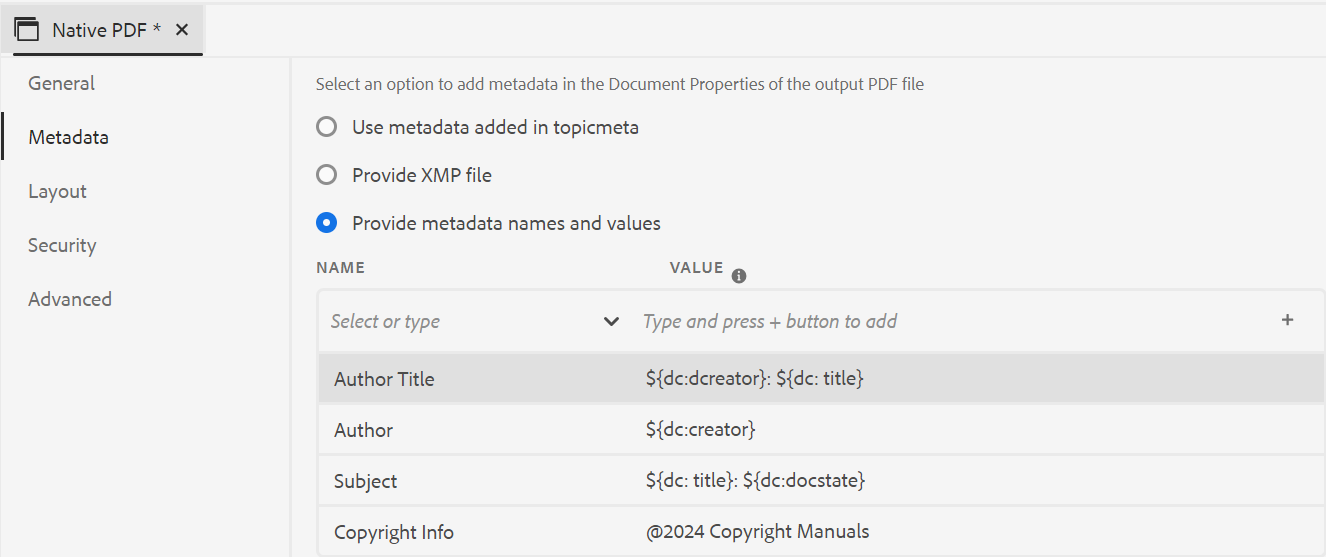 Native PDF *
General
Metadata
Layout
Security
Advanced
Select an option to add metadata in the Document Properties of the output PDF file
Use metadata added in topicmeta
Provide XMP file
Provide metadata names and values
NAME VALUE
Select or type Type and press + button to add +
Author Title ${dc:dcreator}: ${dc: title}
Author ${dc:creator}
Subject ${dc: title}: ${dc:docstate}
Copyright Info @2024 Copyright Manuals